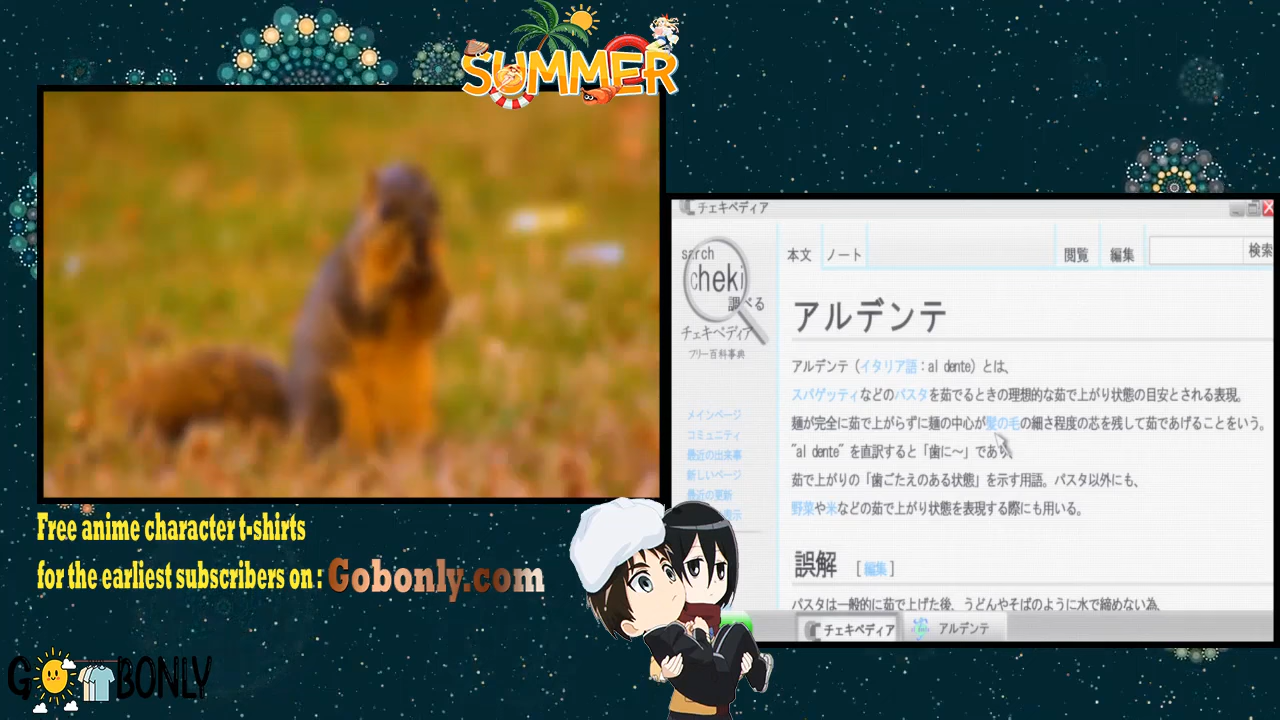 SUMMER
チェキペディア
sarch
cheki
調べる
チェキペディア
フリー百科事典
メインページ
コミュニティ
最近の出来事
新しいページ
最近の更新
本文 ノート 閲覧 編集 検索
アルデンテ
アルデンテ（イタリア語：al dente）とは、
スパゲッティなどのパスタを茹でるときの理想的な茹で上がり状態の目安とされる表現。
麺が完全に茹で上がらずに麺の中心が髪の毛の細さ程度の芯を残して茹であげることをいう。
"al dente" を直訳すると「歯に～」であり
茹で上がりの「歯ごたえのある状態」を示す用語。パスタ以外にも、
野菜や米などの茹で上がり状態を表現する際にも用いる。
誤解 [編集]
パスタは一般的に茹で上げた後、うどんやそばのように水で締めない為、
チェキペディア アルデンテ
Free anime character t-shirts
for the earliest subscribers on : Gobonly.com
GOBONLY